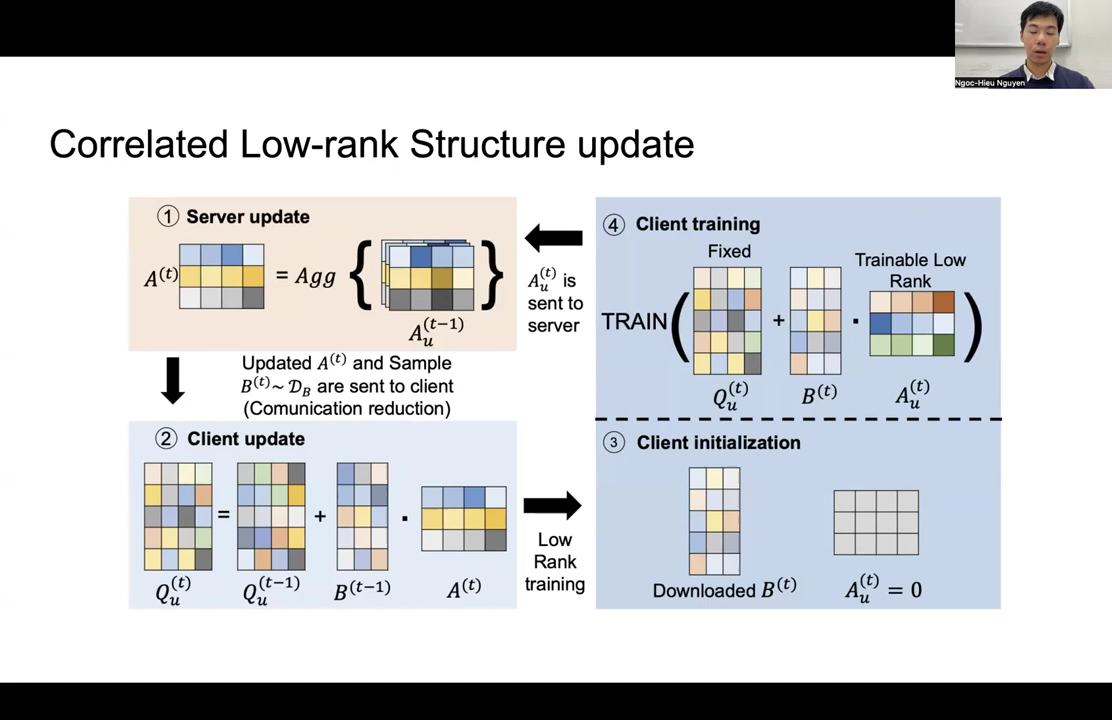 Ngoc-Hieu Nguyen
Correlated Low-rank Structure update
① Server update
A^(t) = Agg { }
A_u^(t−1)
Updated A^(t) and Sample
B^(t)~ 𝒟_B are sent to client
(Comunication reduction)
② Client update
= + ·
Q_u^(t) Q_u^(t−1) B^(t−1) A^(t)
Low
Rank
training
③ Client initialization
Downloaded B^(t) A_u^(t) = 0
④ Client training
Fixed
Trainable Low
Rank
TRAIN( + · )
Q_u^(t) B^(t) A_u^(t)
A_u^(t) is
sent to
server